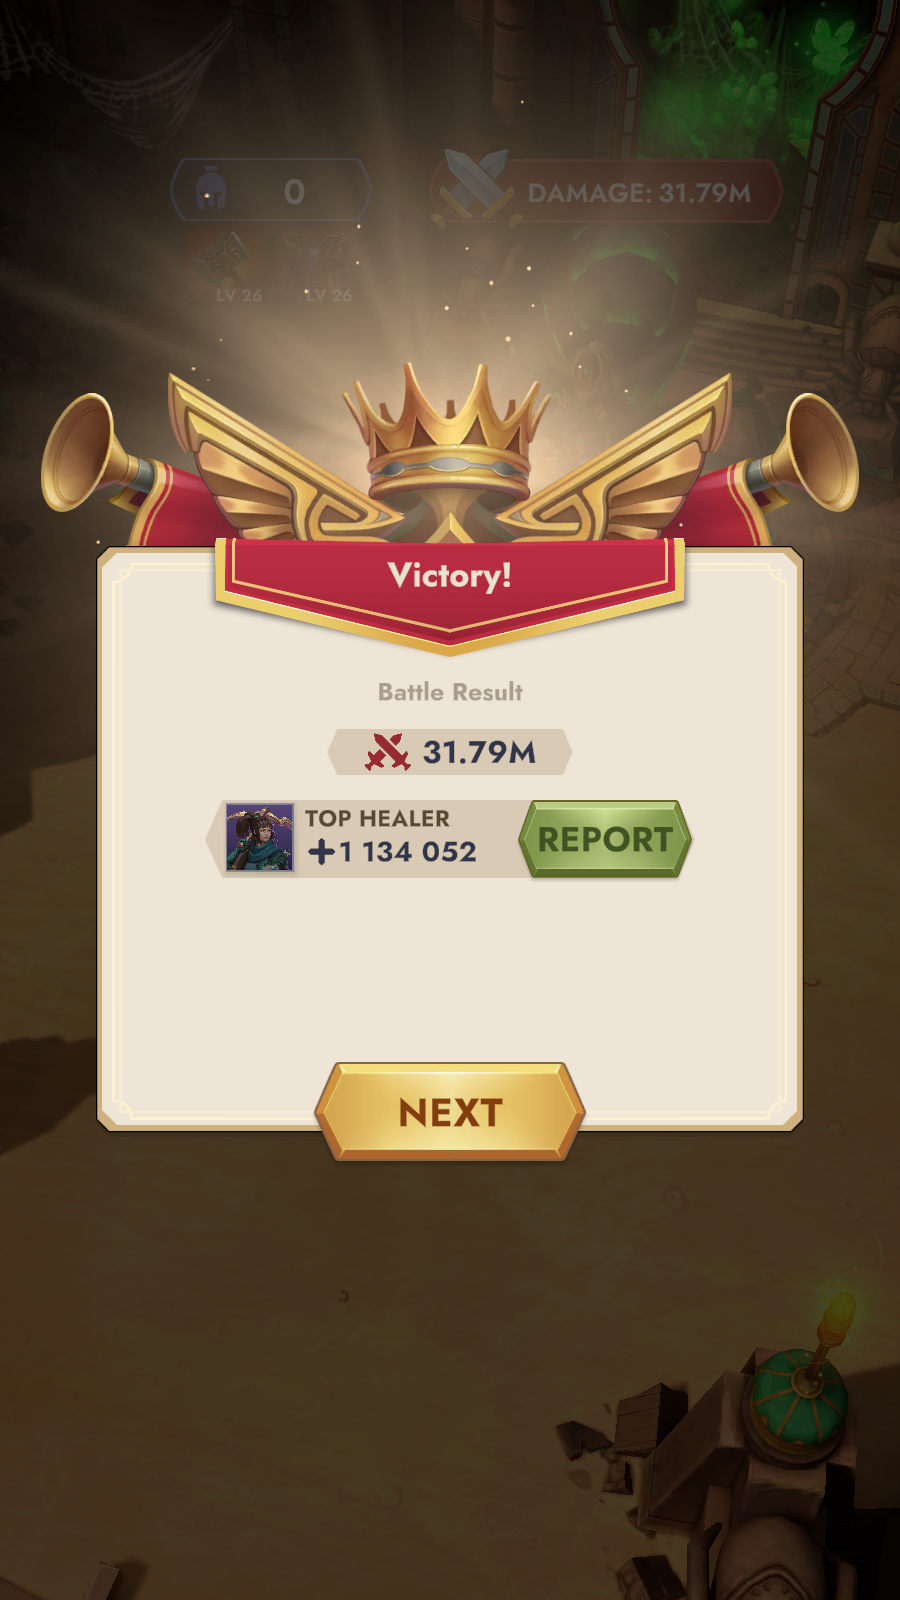 0
DAMAGE: 31.79M
LV 26
LV 26
Victory!
Battle Result
31.79M
TOP HEALER
+1 134 052
REPORT
NEXT